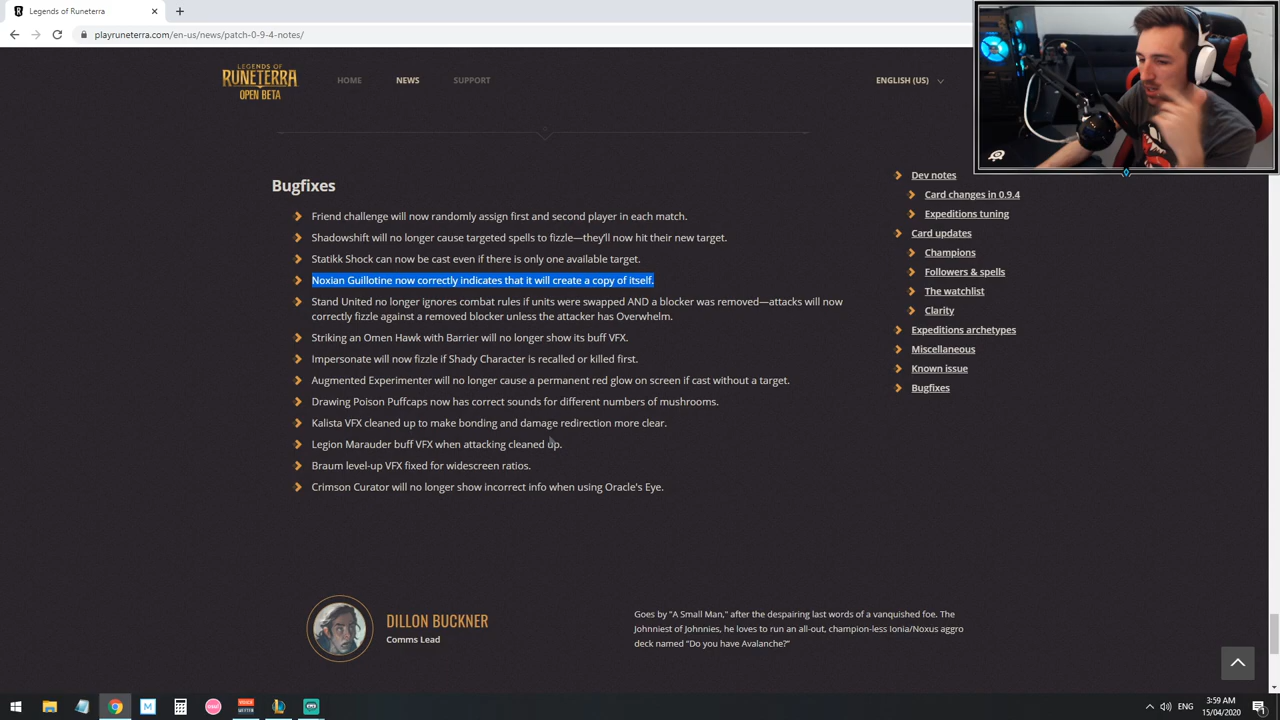 Legends of Runeterra
playruneterra.com/en-us/news/patch-0-9-4-notes/
LEGENDS OF
RUNETERRA
OPEN BETA
HOME
NEWS
SUPPORT
ENGLISH (US)
Bugfixes
Friend challenge will now randomly assign first and second player in each match.
Shadowshift will no longer cause targeted spells to fizzle—they'll now hit their new target.
Statikk Shock can now be cast even if there is only one available target.
Noxian Guillotine now correctly indicates that it will create a copy of itself.
Stand United no longer ignores combat rules if units were swapped AND a blocker was removed—attacks will now
correctly fizzle against a removed blocker unless the attacker has Overwhelm.
Striking an Omen Hawk with Barrier will no longer show its buff VFX.
Impersonate will now fizzle if Shady Character is recalled or killed first.
Augmented Experimenter will no longer cause a permanent red glow on screen if cast without a target.
Drawing Poison Puffcaps now has correct sounds for different numbers of mushrooms.
Kalista VFX cleaned up to make bonding and damage redirection more clear.
Legion Marauder buff VFX when attacking cleaned up.
Braum level-up VFX fixed for widescreen ratios.
Crimson Curator will no longer show incorrect info when using Oracle's Eye.
Dev notes
Card changes in 0.9.4
Expeditions tuning
Card updates
Champions
Followers & spells
The watchlist
Clarity
Expeditions archetypes
Miscellaneous
Known issue
Bugfixes
DILLON BUCKNER
Comms Lead
Goes by "A Small Man," after the despairing last words of a vanquished foe. The
Johnniest of Johnnies, he loves to run an all-out, champion-less Ionia/Noxus aggro
deck named "Do you have Avalanche?"
ENG
3:59 AM
15/04/2020